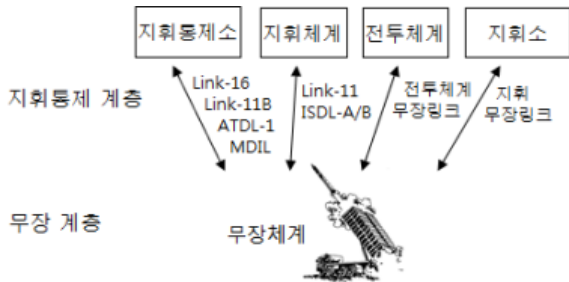 지휘통제소 지휘체계 전투체계 지휘소
지휘통제 계층
Link-16
Link-11B
ATDL-1
MDIL
Link-11
ISDL-A/B
전투체계
무장링크
지휘
무장링크
무장 계층
무장체계